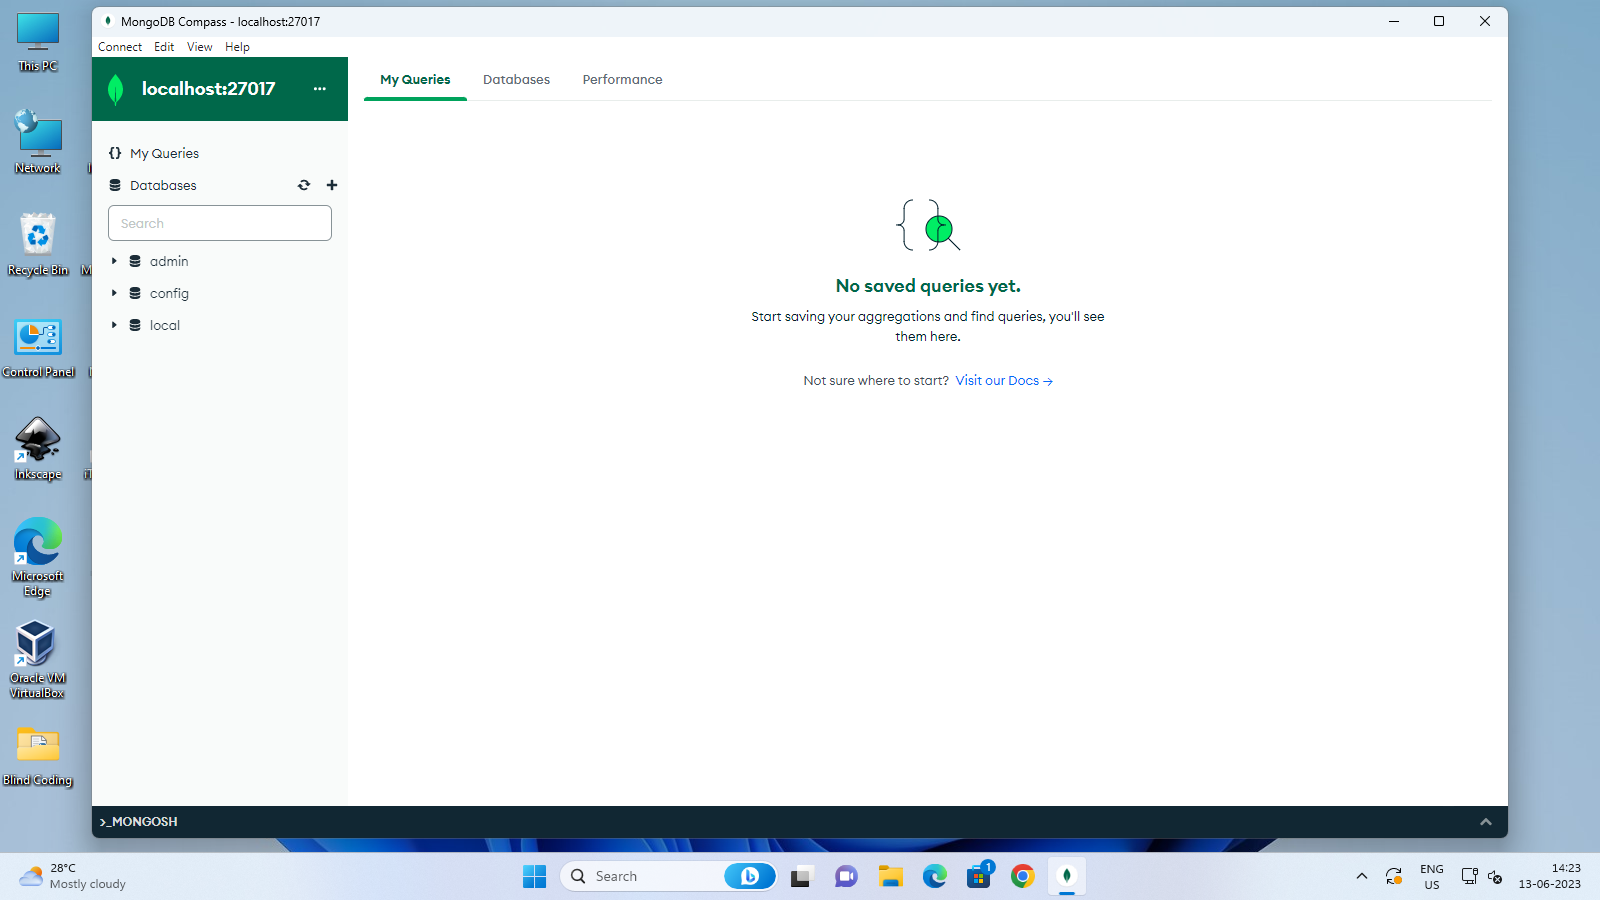 This PC
Network
Recycle Bin
Control Panel
Inkscape
Microsoft
Edge
Oracle VM
VirtualBox
Blind Coding
MongoDB Compass - localhost:27017
Connect Edit View Help
localhost:27017
My Queries
Databases
Search
admin
config
local
My Queries Databases Performance
No saved queries yet.
Start saving your aggregations and find queries, you'll see
them here.
Not sure where to start? Visit our Docs →
>_MONGOSH
28°C
Mostly cloudy
Search
1
ENG
US
14:23
13-06-2023